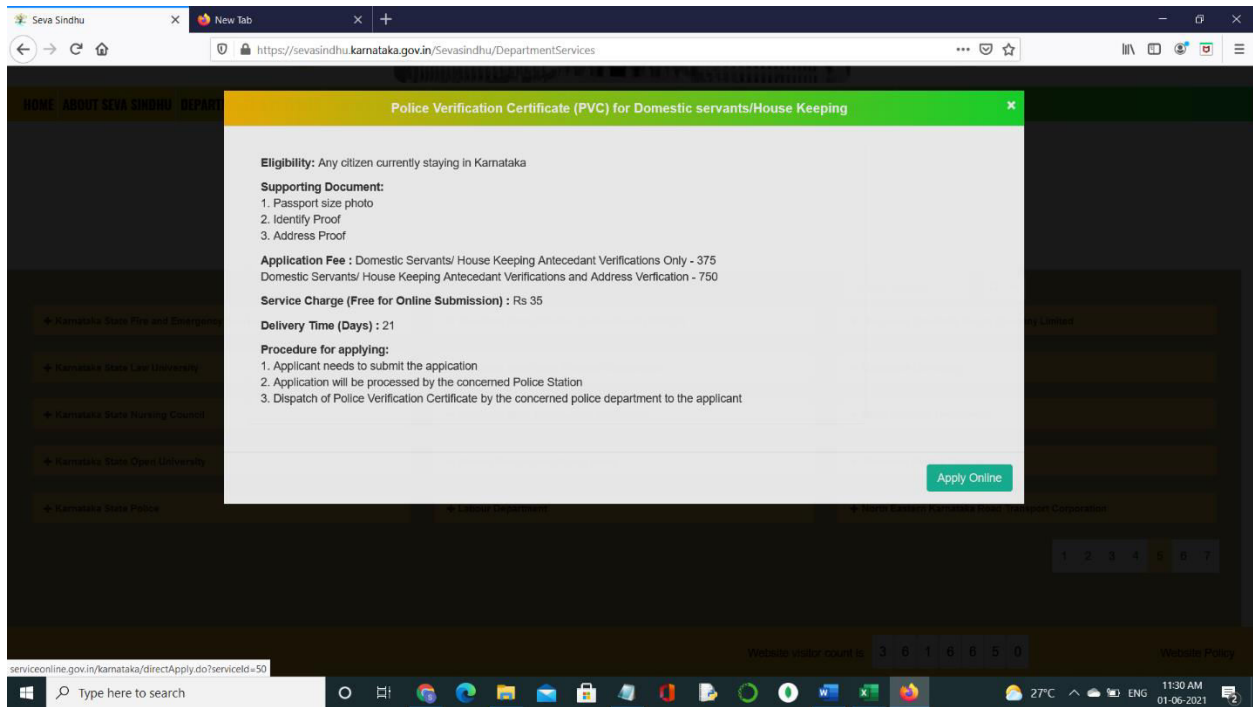 Seva Sindhu
New Tab
https://sevasindhu.karnataka.gov.in/Sevasindhu/DepartmentServices
HOME ABOUT SEVA SINDHU DEPART
Police Verification Certificate (PVC) for Domestic servants/House Keeping
×
Eligibility: Any citizen currently staying in Karnataka
Supporting Document:
1. Passport size photo
2. Identify Proof
3. Address Proof
Application Fee : Domestic Servants/ House Keeping Antecedant Verifications Only - 375
Domestic Servants/ House Keeping Antecedant Verifications and Address Verfication - 750
Service Charge (Free for Online Submission) : Rs 35
Delivery Time (Days) : 21
Procedure for applying:
1. Applicant needs to submit the appication
2. Application will be processed by the concerned Police Station
3. Dispatch of Police Verification Certificate by the concerned police department to the applicant
Apply Online
+ Karnataka State Fire and Emergency
ny Limited
+ Karnataka State Law University
+ Karnataka State Nursing Council
+ Karnataka State Open University
+ Karnataka State Police
+ Labour Department
+ North Eastern Karnataka Road Transport Corporation
1 2 3 4 5 6 7
Website visitor count is 3 6 1 6 6 5 0
Website Policy
serviceonline.gov.in/karnataka/directApply.do?serviceId=50
Type here to search
27°C
ENG
11:30 AM
01-06-2021
2